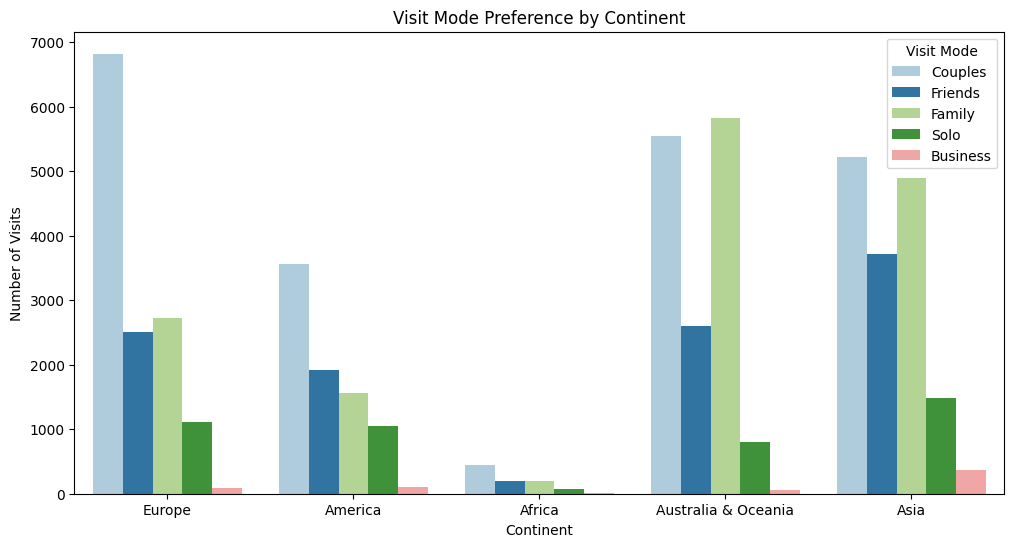 Visit Mode Preference by Continent
Number of Visits
7000
6000
5000
4000
3000
2000
1000
0
Visit Mode
Couples
Friends
Family
Solo
Business
Europe
America
Africa
Australia & Oceania
Asia
Continent